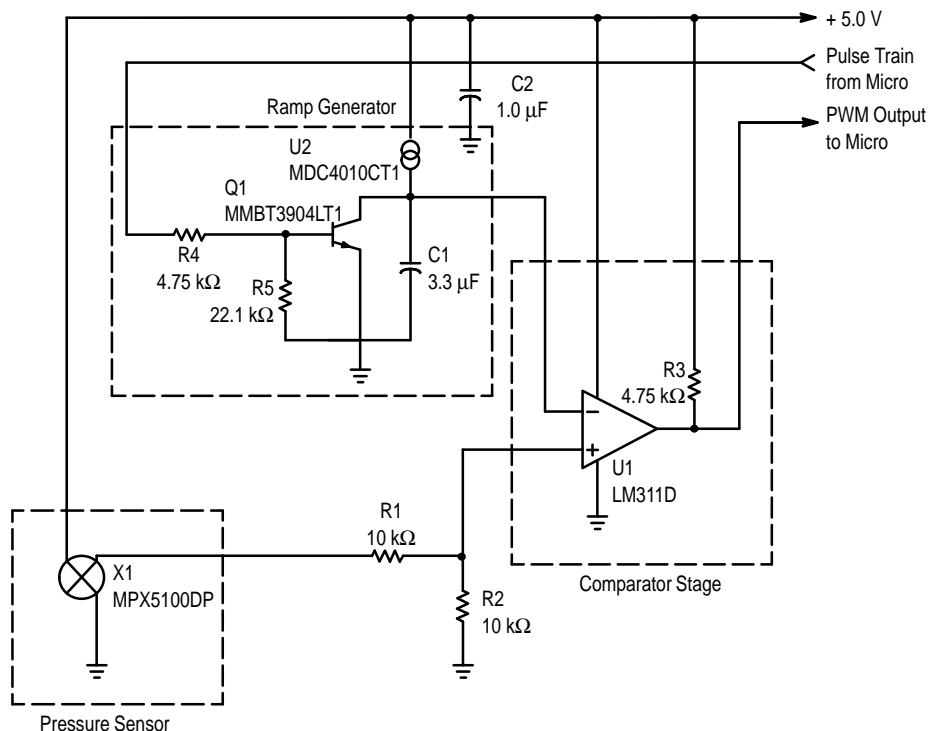 + 5.0 V
Pulse Train
from Micro
C2
1.0 µF
Ramp Generator
PWM Output
to Micro
U2
MDC4010CT1
Q1
MMBT3904LT1
R4
4.75 kΩ
C1
3.3 µF
R5
22.1 kΩ
R3
4.75 kΩ
−
+
U1
LM311D
R1
10 kΩ
X1
MPX5100DP
Comparator Stage
R2
10 kΩ
Pressure Sensor